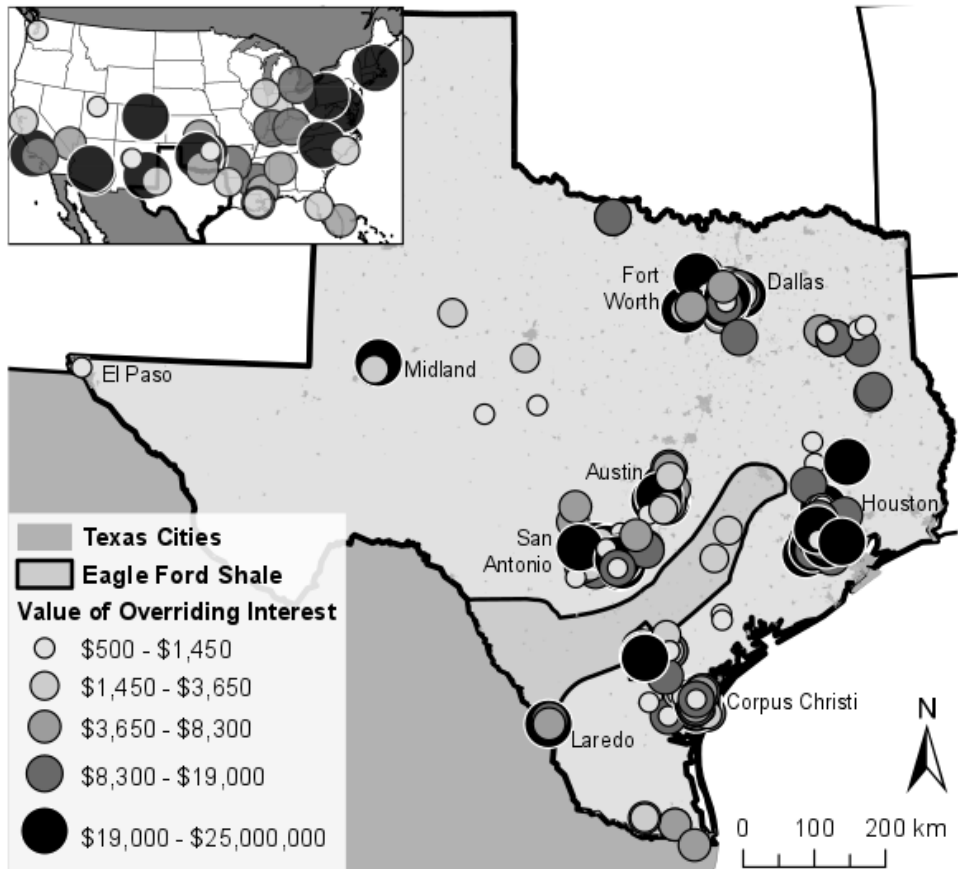 Fort
Worth
Dallas
Midland
El Paso
Austin
Houston
San
Antonio
Corpus Christi
Laredo
Texas Cities
Eagle Ford Shale
Value of Overriding Interest
$500 - $1,450
$1,450 - $3,650
$3,650 - $8,300
$8,300 - $19,000
$19,000 - $25,000,000
N
0 100 200 km